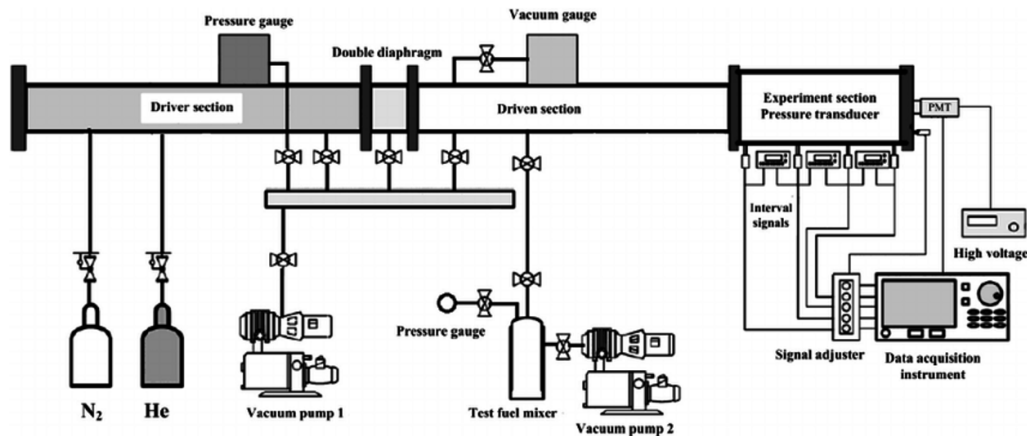 Pressure gauge
Vacuum gauge
Double diaphragm
Driver section
Driven section
Experiment section
Pressure transducer
PMT
Interval
signals
High voltage
Pressure gauge
Signal adjuster
Data acquisition
instrument
N₂
He
Vacuum pump 1
Test fuel mixer
Vacuum pump 2